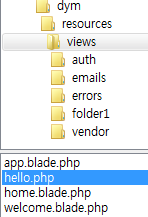 dym
resources
views
auth
emails
errors
folder1
vendor
app.blade.php
hello.php
home.blade.php
welcome.blade.php